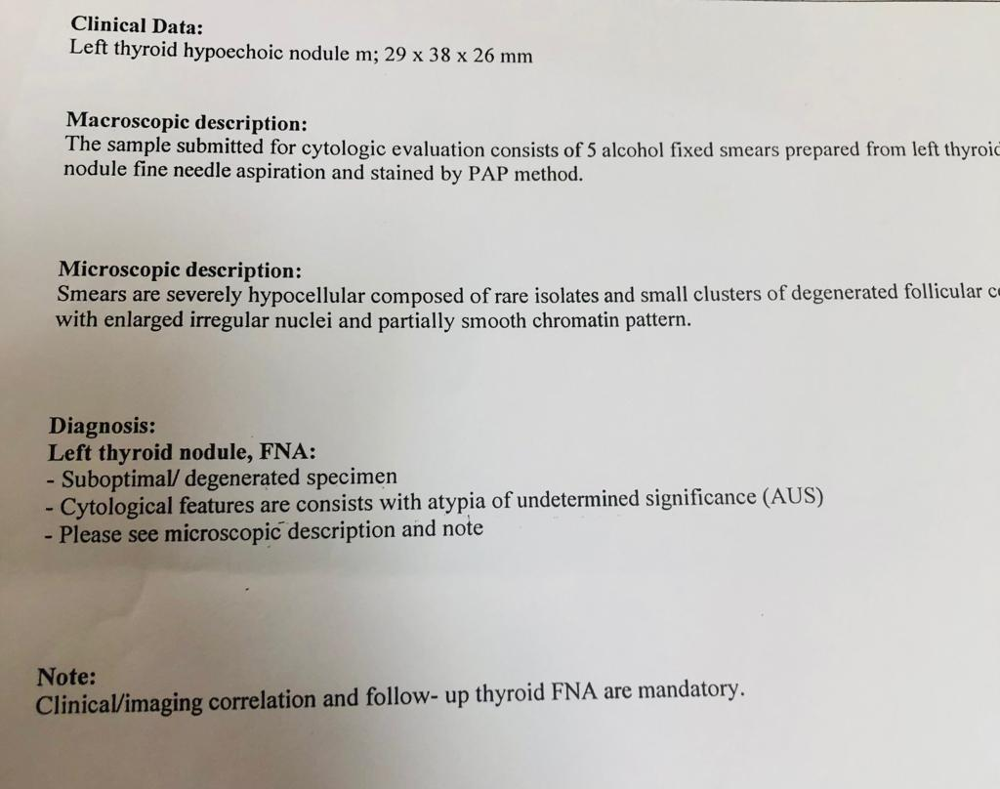 Clinical Data:
Left thyroid hypoechoic nodule m; 29 x 38 x 26 mm
Macroscopic description:
The sample submitted for cytologic evaluation consists of 5 alcohol fixed smears prepared from left thyroid
nodule fine needle aspiration and stained by PAP method.
Microscopic description:
Smears are severely hypocellular composed of rare isolates and small clusters of degenerated follicular
with enlarged irregular nuclei and partially smooth chromatin pattern.
Diagnosis:
Left thyroid nodule, FNA:
- Suboptimal/ degenerated specimen
- Cytological features are consists with atypia of undetermined significance (AUS)
- Please see microscopic description and note
Note:
Clinical/imaging correlation and follow- up thyroid FNA are mandatory.